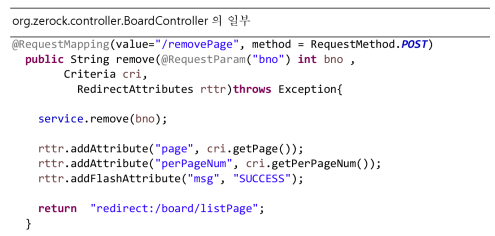 org.zerock.controller.BoardController 의 일부
@RequestMapping(value="/removePage", method = RequestMethod.POST)
public String remove(@RequestParam("bno") int bno ,
Criteria cri,
RedirectAttributes rttr)throws Exception{
service.remove(bno);
rttr.addAttribute("page", cri.getPage());
rttr.addAttribute("perPageNum", cri.getPerPageNum());
rttr.addFlashAttribute("msg", "SUCCESS");
return "redirect:/board/listPage";
}